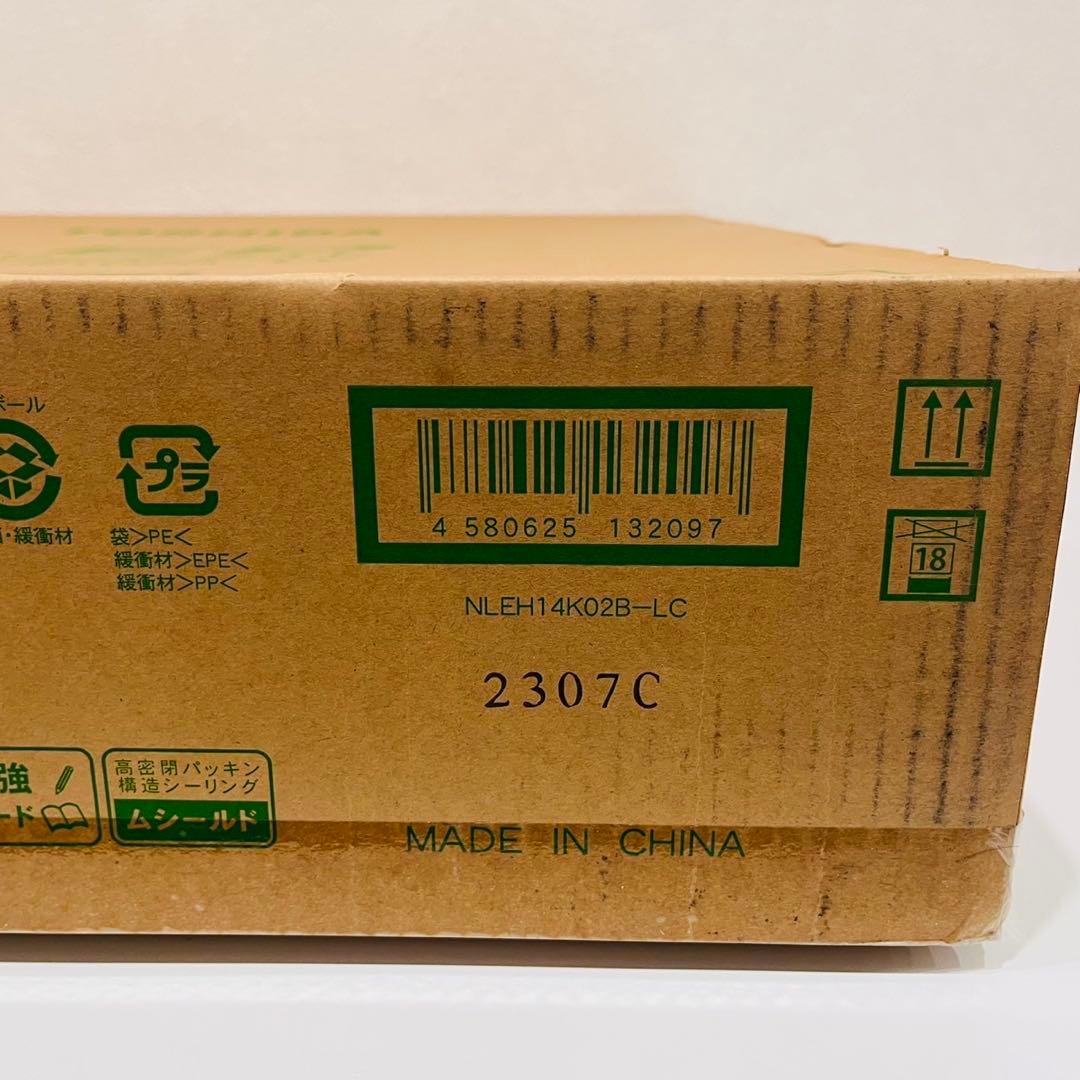 TOSHIBA
ボール
プラ
・緩衝材
袋>PE<
緩衝材>EPE<
緩衝材>PP<
4 580625 132097
NLEH14K02B-LC
18
2307C
強
ード
高密閉パッキン
構造シーリング
ムシールド
MADE IN CHINA